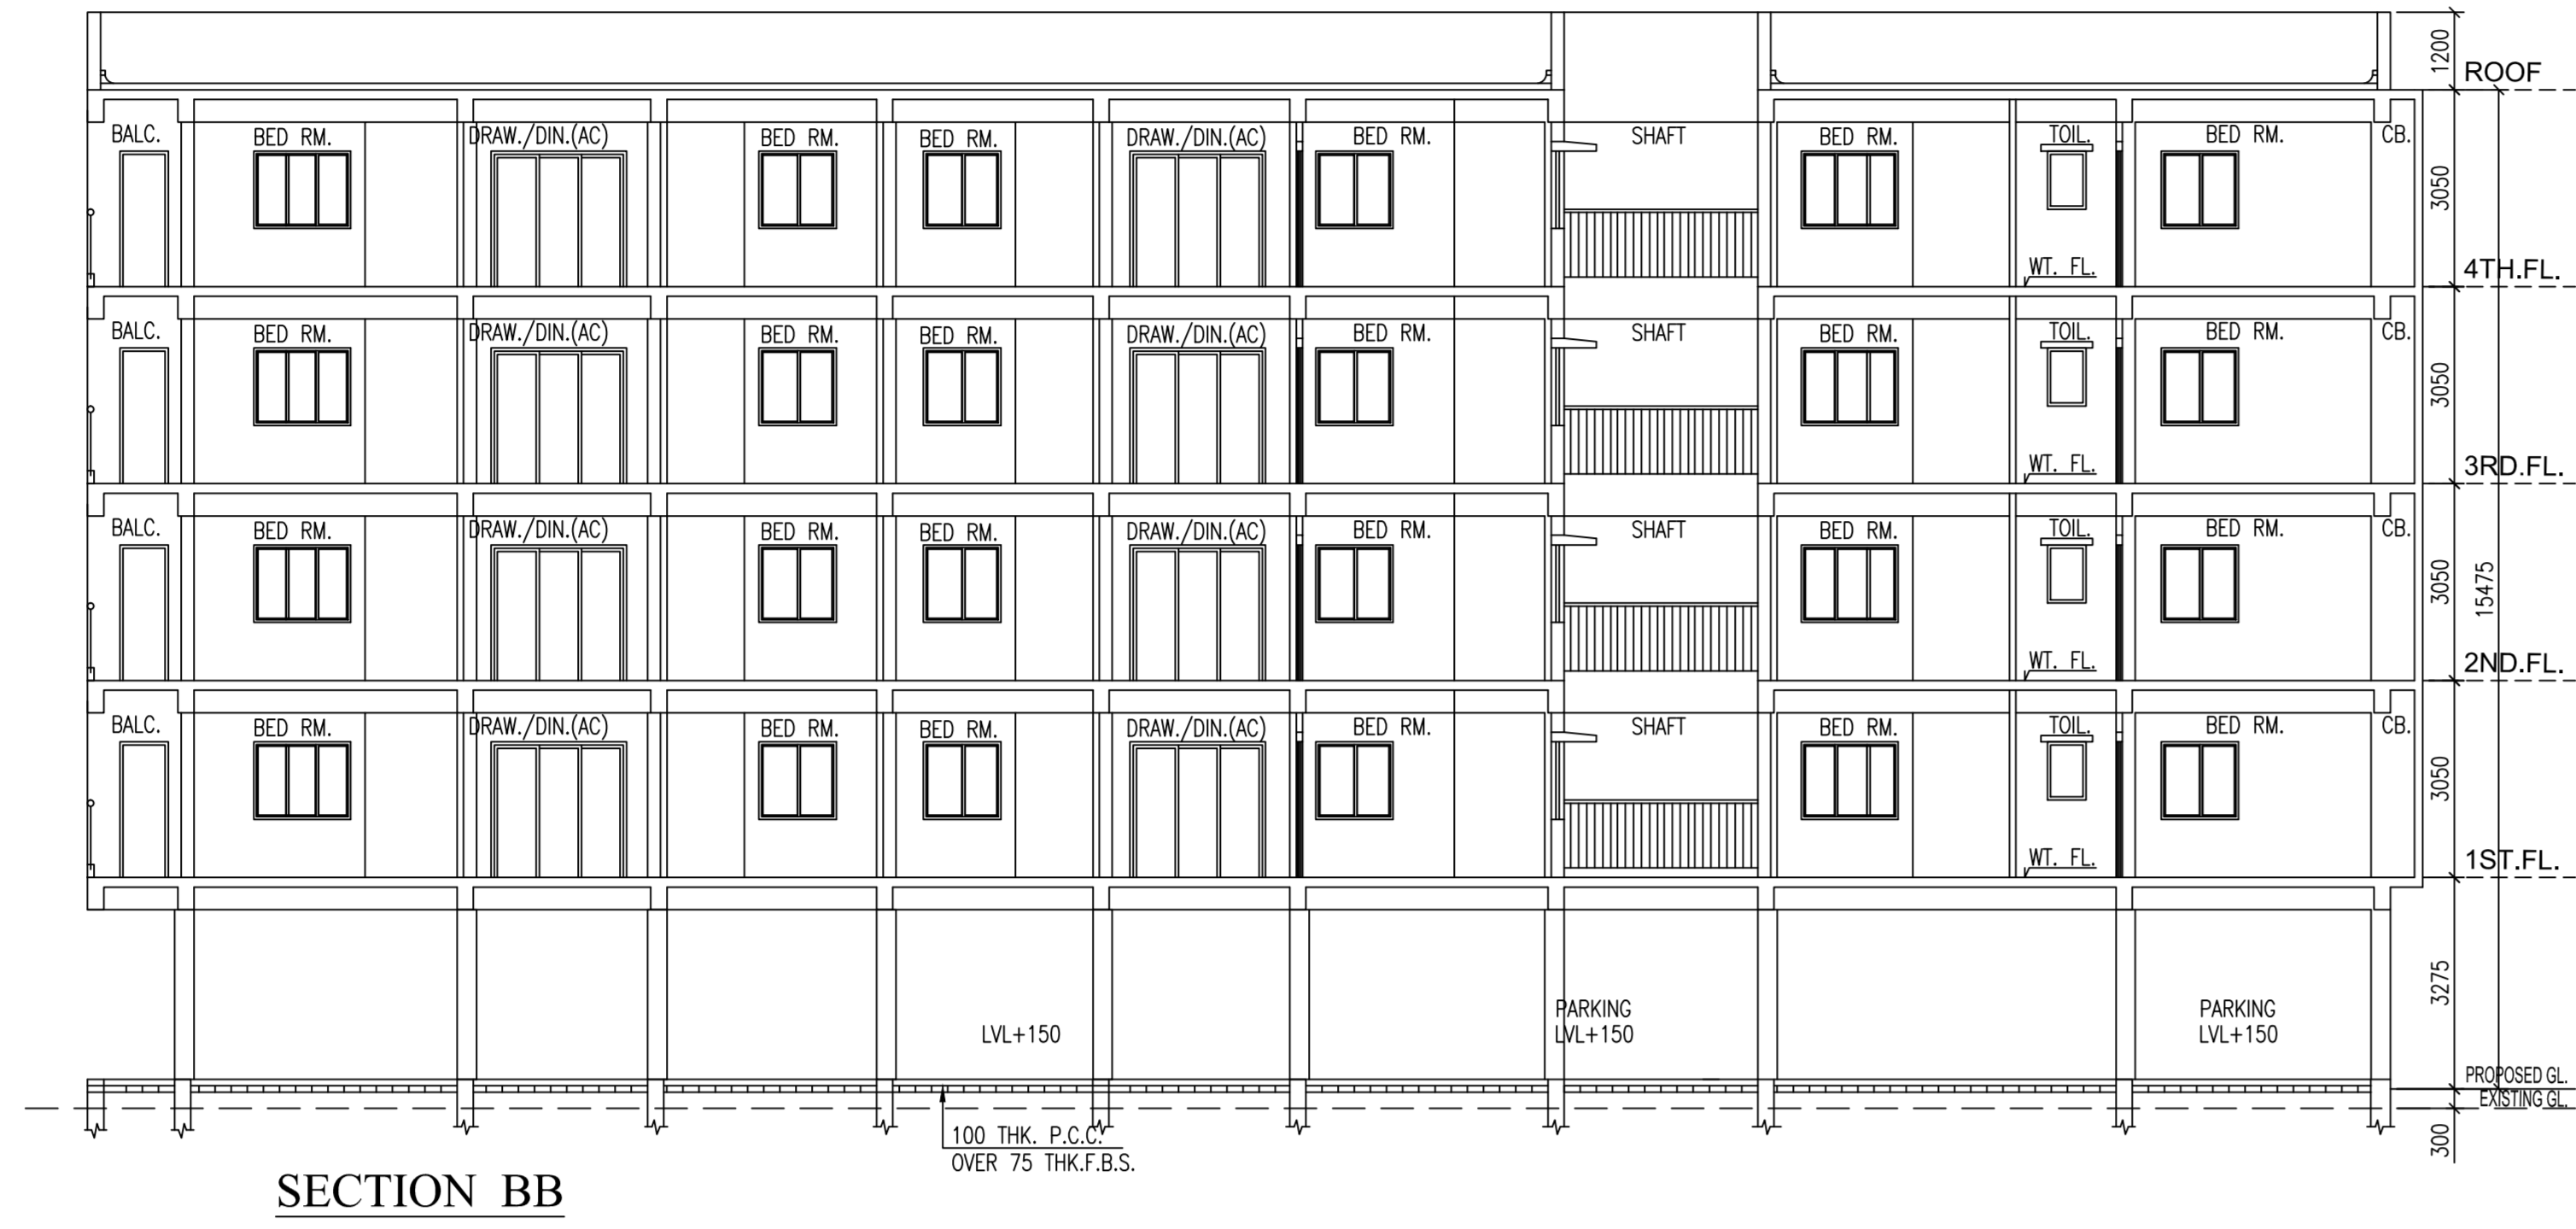 1200
ROOF
BALC. BED RM. DRAW./DIN.(AC) BED RM. BED RM. DRAW./DIN.(AC) BED RM. SHAFT BED RM. TOIL. BED RM. CB.
3050
WT. FL.
4TH.FL.
BALC. BED RM. DRAW./DIN.(AC) BED RM. BED RM. DRAW./DIN.(AC) BED RM. SHAFT BED RM. TOIL. BED RM. CB.
3050
WT. FL.
3RD.FL.
BALC. BED RM. DRAW./DIN.(AC) BED RM. BED RM. DRAW./DIN.(AC) BED RM. SHAFT BED RM. TOIL. BED RM. CB.
3050
15475
WT. FL.
2ND.FL.
BALC. BED RM. DRAW./DIN.(AC) BED RM. BED RM. DRAW./DIN.(AC) BED RM. SHAFT BED RM. TOIL. BED RM. CB.
3050
WT. FL.
1ST.FL.
3275
PARKING PARKING
LVL+150 LVL+150 LVL+150
PROPOSED GL.
EXISTING GL.
300
100 THK. P.C.C.
OVER 75 THK.F.B.S.
SECTION BB